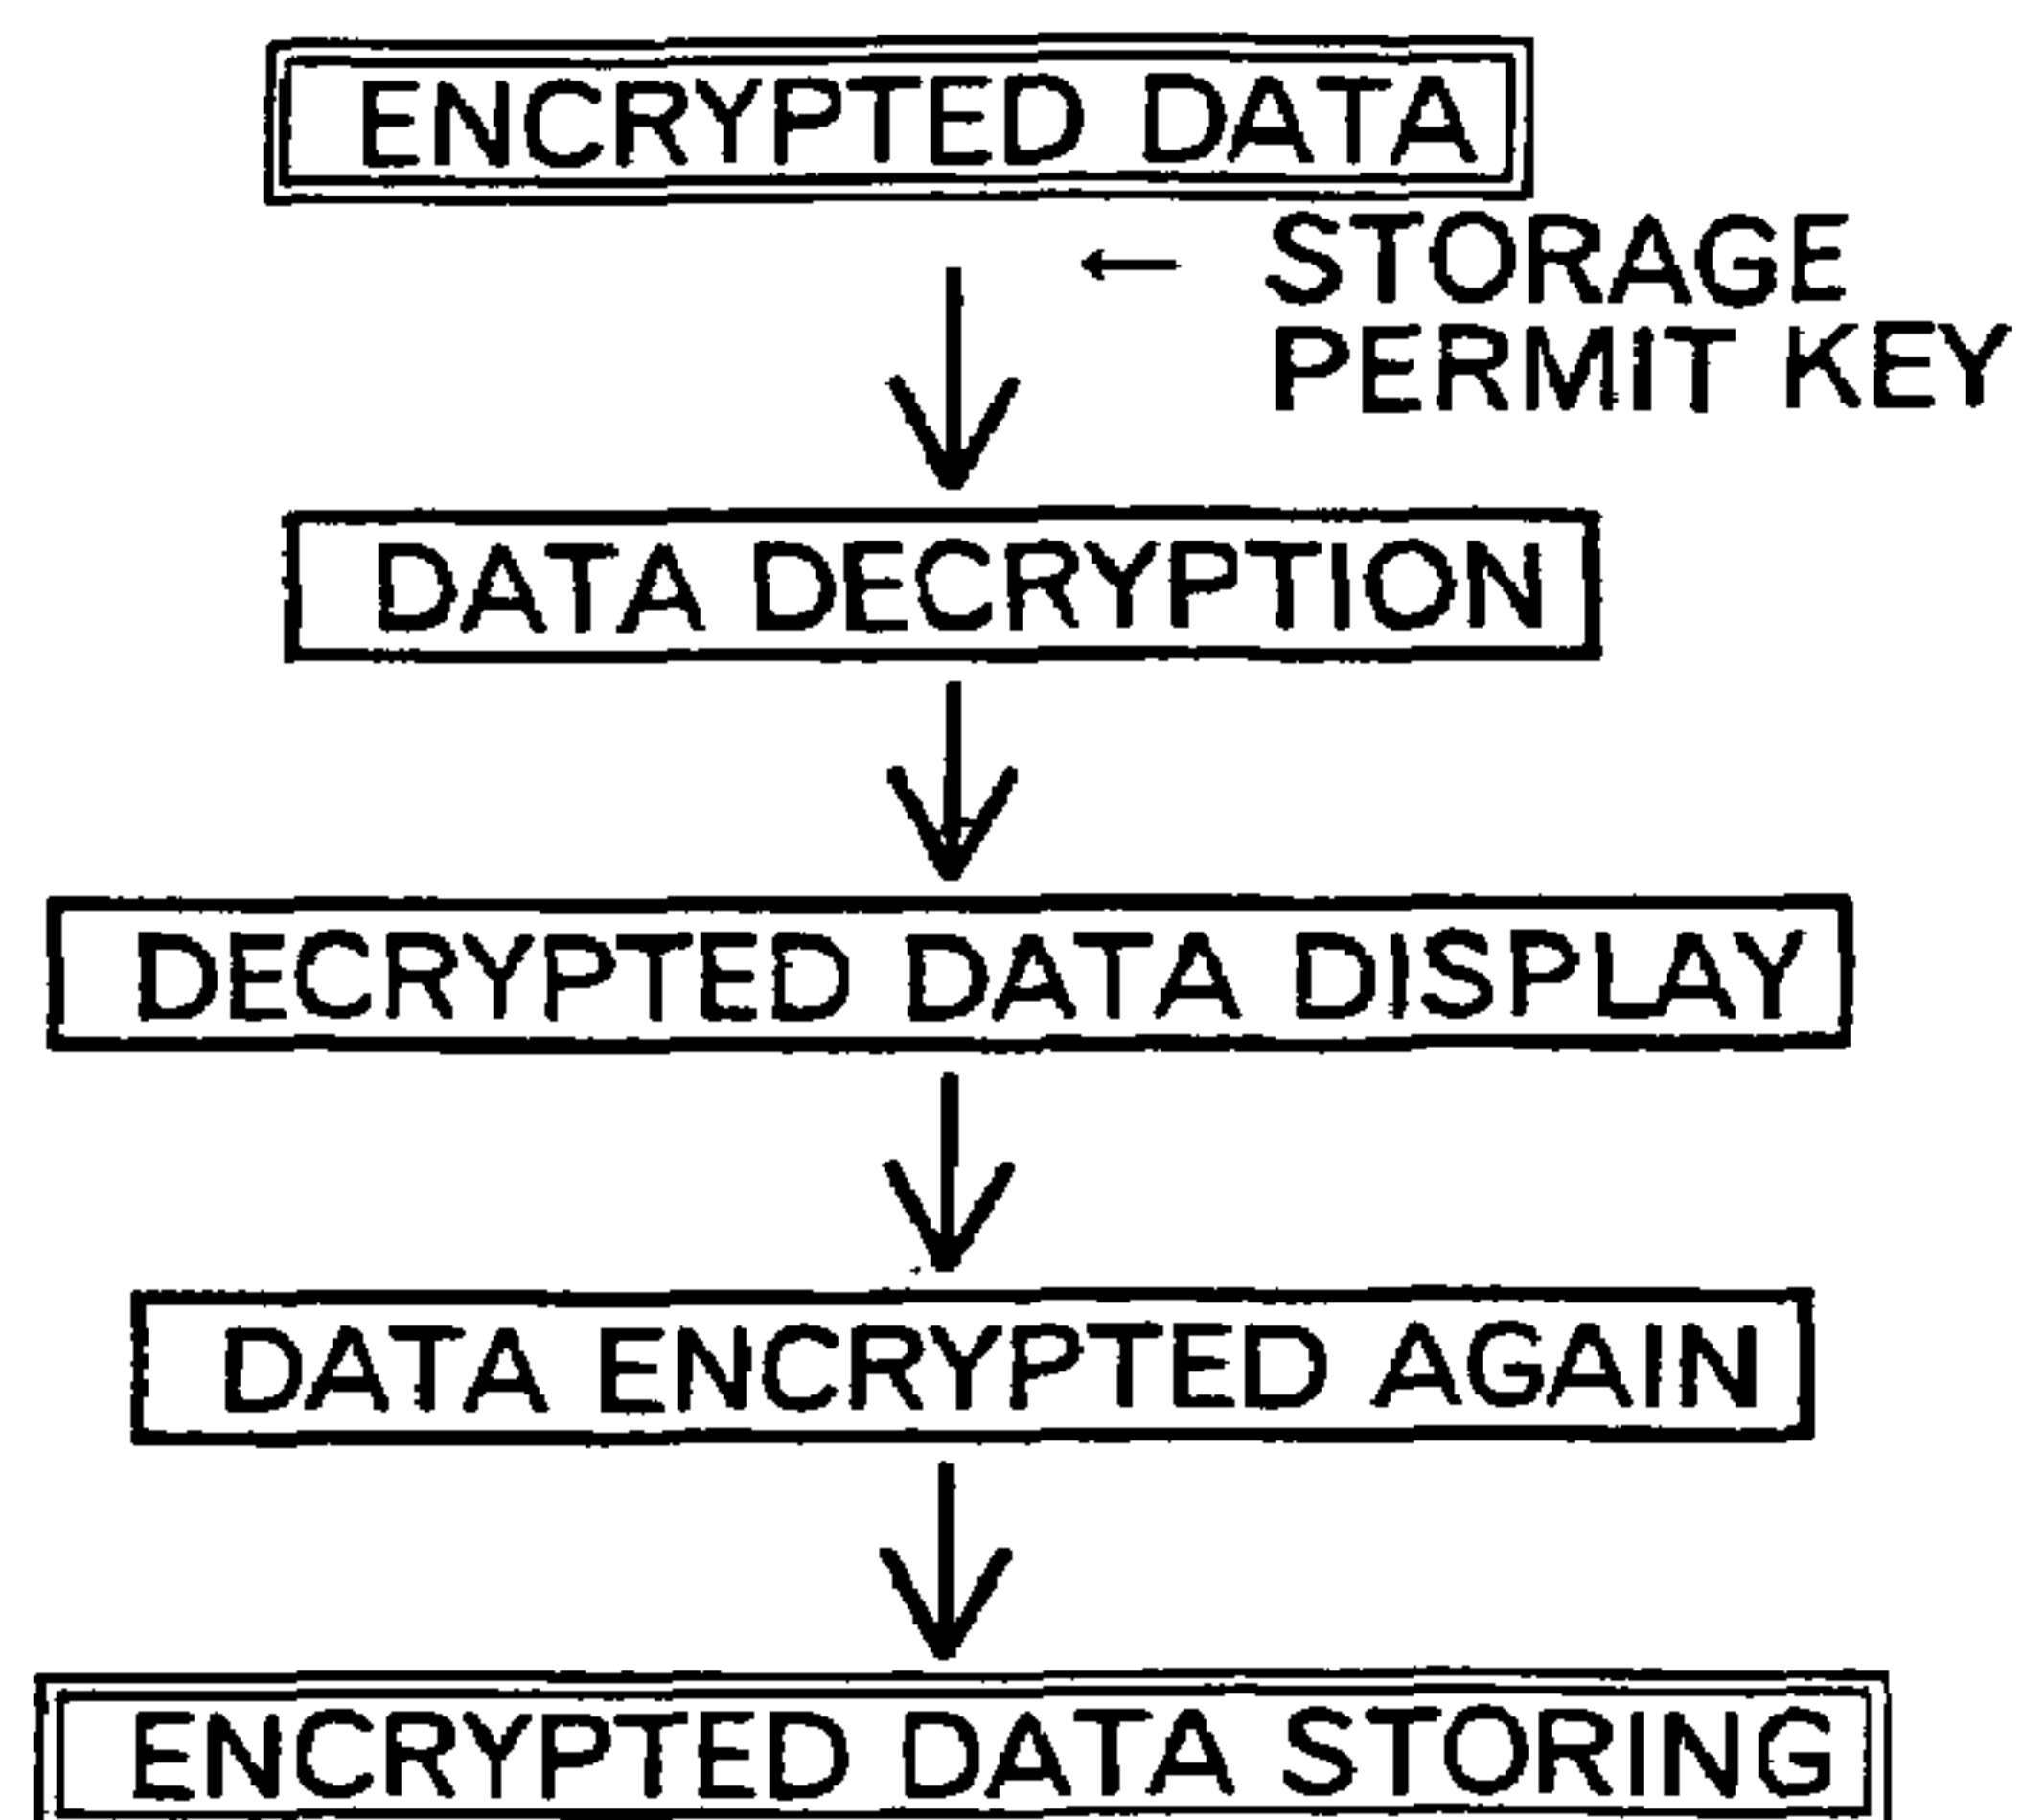 ENCRYPTED DATA
← STORAGE
PERMIT KEY
DATA DECRYPTION
DECRYPTED DATA DISPLAY
DATA ENCRYPTED AGAIN
ENCRYPTED DATA STORING